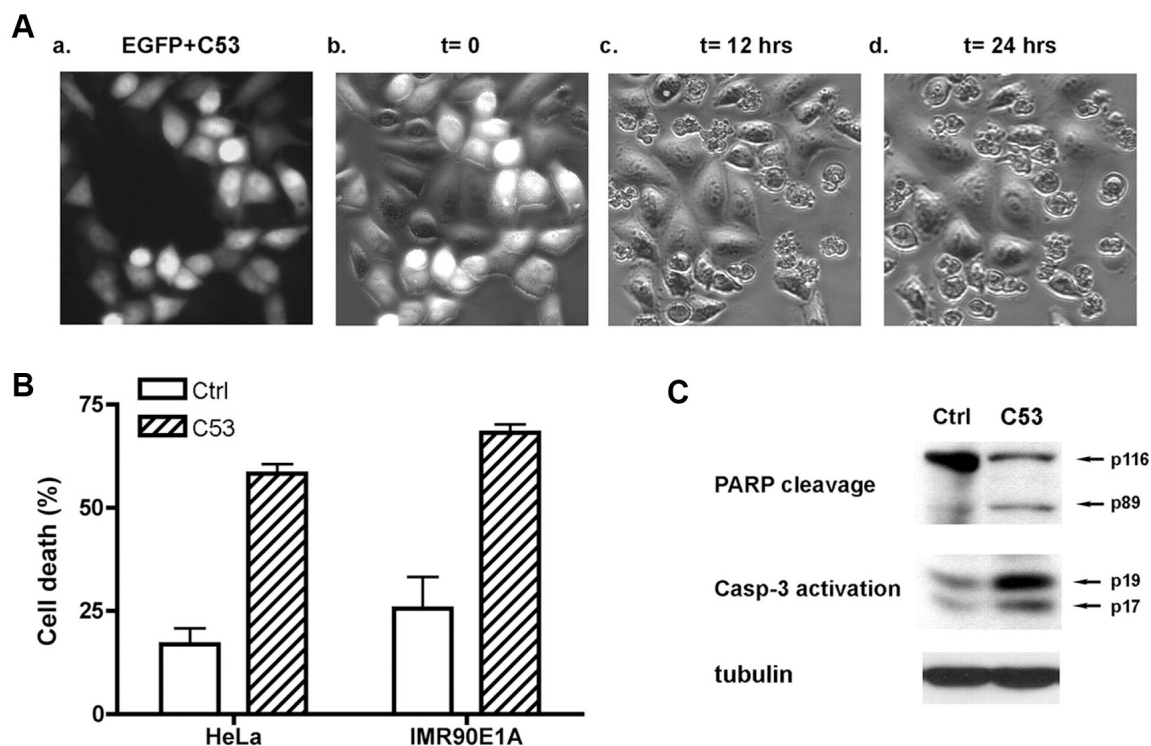 A
a. EGFP+C53 b. t= 0 c. t= 12 hrs d. t= 24 hrs
B
Ctrl
C53
Cell death (%)
75
50
25
0
HeLa IMR90E1A
C
Ctrl C53
PARP cleavage
p116
p89
Casp-3 activation
p19
p17
tubulin